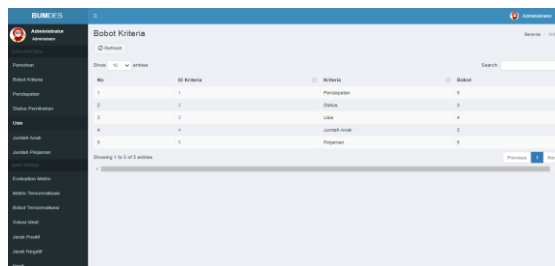 BUMDES
Administrator
Administrator
Administrator
Pemohon
Bobot Kriteria
Pendapatan
Status Pernikahan
Usia
Jumlah Anak
Jumlah Pinjaman
Evaluation Matrix
Matrix Ternormalisasi
Bobot Ternormalisasi
Solusi Ideal
Jarak Positif
Jarak Negatif
Bobot Kriteria
Beranda
Refresh
Show 10 entries
Search:
No ID Kriteria Kriteria Bobot
1 1 Pendapatan 5
2 2 Status 3
3 3 Usia 4
4 4 Jumlah Anak 3
5 5 Pinjaman 5
Showing 1 to 5 of 5 entries
Previous 1